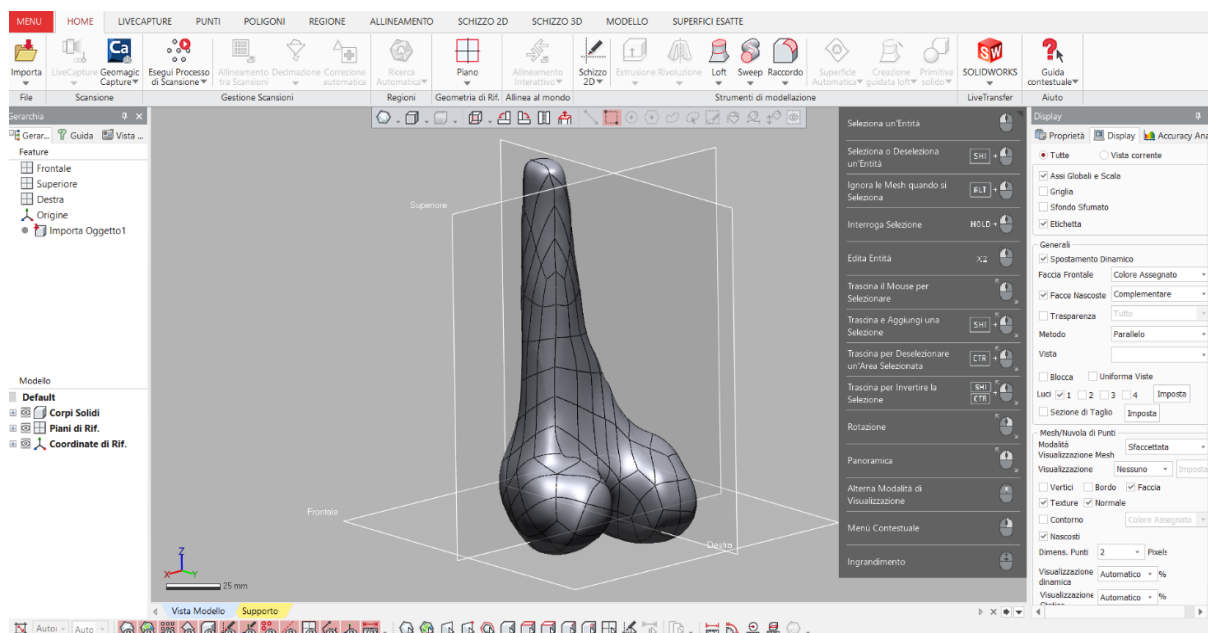 MENU HOME LIVECAPTURE PUNTI POLIGONI REGIONE ALLINEAMENTO SCHIZZO 2D SCHIZZO 3D MODELLO SUPERFICI ESATTE
Importa LiveCapture Geomagic Capture Esegui Processo di Scansione Allineamento tra Scansioni Decimazione Correzione automatica Ricerca Automatica Piano Allineamento Interattivo Schizzo 2D Estrusione Rivoluzione Loft Sweep Raccordo Superficie Automatica Creazione guidata loft Primitiva solido SOLIDWORKS Guida contestuale
File Scansione Gestione Scansioni Regioni Geometria di Rif. Allinea al mondo Strumenti di modellazione LiveTransfer Aiuto
Gerarchia
Gerar... Guida Vista ...
Feature
Frontale
Superiore
Destra
Origine
Importa Oggetto1
Modello
Default
Corpi Solidi
Piani di Rif.
Coordinate di Rif.
Superiore
Frontale
Destra
Z
X
Y
25 mm
Vista Modello Supporto
Seleziona un'Entità
Seleziona o Deseleziona un'Entità SHI +
Ignora le Mesh quando si Seleziona ALT +
Interroga Selezione HOLD +
Edita Entità X2
Trascina il Mouse per Selezionare
Trascina e Aggiungi una Selezione SHI +
Trascina per Deselezionare un'Area Selezionata CTR +
Trascina per Invertire la Selezione SHI CTR +
Rotazione
Panoramica
Alterna Modalità di Visualizzazione
Menù Contestuale
Ingrandimento
Display
Proprietà Display Accuracy Ana
Tutte Vista corrente
Assi Globali e Scala
Griglia
Sfondo Sfumato
Etichetta
Generali
Spostamento Dinamico
Faccia Frontale Colore Assegnato
Facce Nascoste Complementare
Trasparenza Tutto
Metodo Parallelo
Vista
Blocca Uniforma Viste
Luci 1 2 3 4 Imposta
Sezione di Taglio Imposta
Mesh/Nuvola di Punti
Modalità Visualizzazione Mesh Sfaccettata
Visualizzazione Nessuno Imposta
Vertici Bordo Faccia
Texture Normale
Contorno Colore Assegnato
Nascosti
Dimens. Punti 2 Pixels
Visualizzazione dinamica Automatico %
Visualizzazione Automatico %
Auto Auto